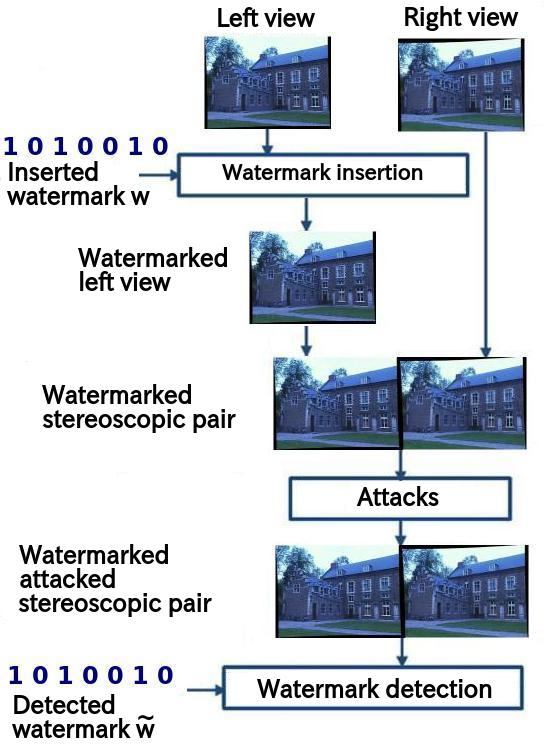 Left view
Right view
1 0 1 0 0 1 0
Inserted
watermark w
Watermark insertion
Watermarked
left view
Watermarked
stereoscopic pair
Attacks
Watermarked
attacked
stereoscopic pair
1 0 1 0 0 1 0
Detected
watermark w̃
Watermark detection